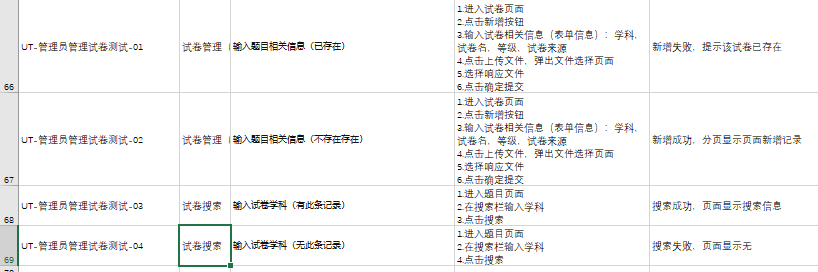 1.进入试卷页面
2.点击新增按钮
3.输入试卷相关信息（表单信息）：学科、
试卷名，等级，试卷来源
4.点击上传文件，弹出文件选择页面
5.选择响应文件
6.点击确定提交
66 UT-管理员管理试卷测试-01 试卷管理 输入题目相关信息（已存在） 新增失败，提示该试卷已存在
1.进入试卷页面
2.点击新增按钮
3.输入试卷相关信息（表单信息）：学科、
试卷名，等级，试卷来源
4.点击上传文件，弹出文件选择页面
5.选择响应文件
6.点击确定提交
67 UT-管理员管理试卷测试-02 试卷管理 输入题目相关信息（不存在存在） 新增成功，分页显示页面新增记录
1.进入题目页面
2.在搜索栏输入学科
3.点击搜索
68 UT-管理员管理试卷测试-03 试卷搜索 输入试卷学科（有此条记录） 搜索成功，页面显示搜索信息
1.进入题目页面
2.在搜索栏输入学科
4.点击搜索
69 UT-管理员管理试卷测试-04 试卷搜索 输入试卷学科（无此条记录） 搜索失败，页面显示无